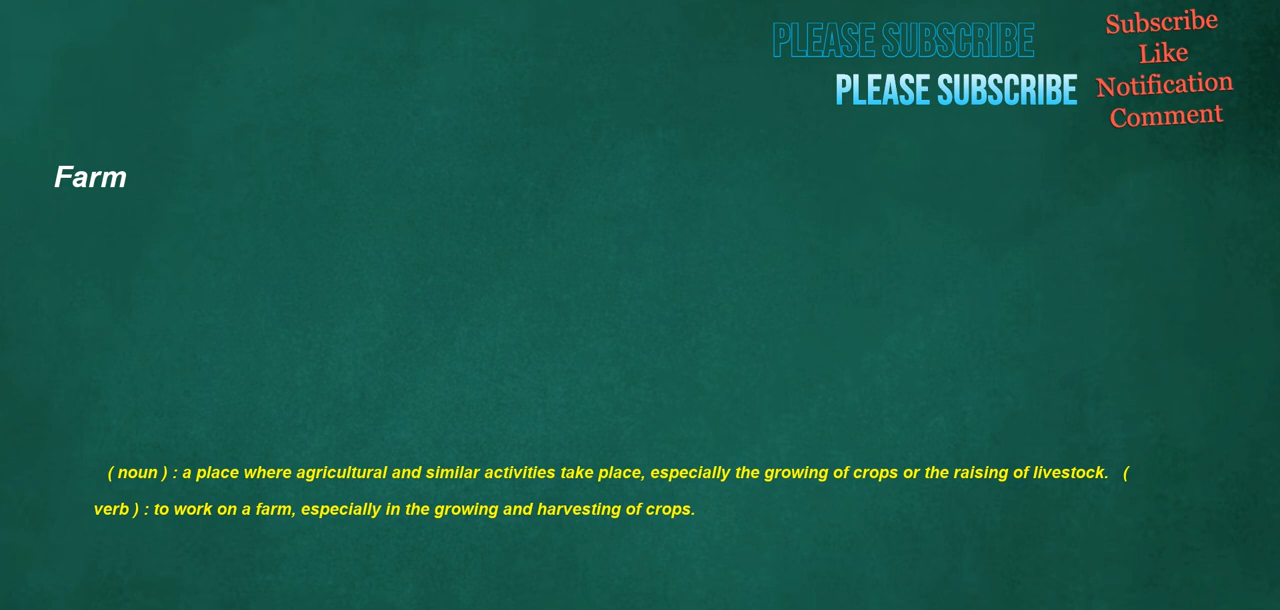 PLEASE SUBSCRIBE
PLEASE SUBSCRIBE
Subscribe
Like
Notification
Comment
Farm
( noun ) : a place where agricultural and similar activities take place, especially the growing of crops or the raising of livestock.   (
verb ) : to work on a farm, especially in the growing and harvesting of crops.